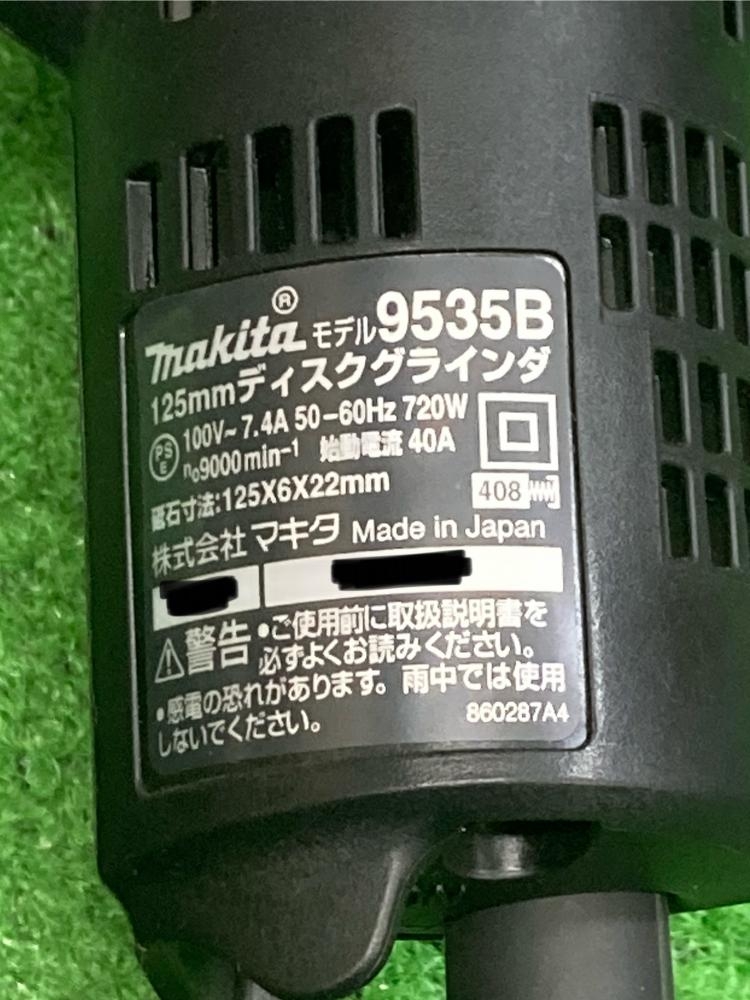 makita® モデル9535B
125mmディスクグラインダ
PS E 100V~ 7.4A 50-60Hz 720W
n₀9000min⁻¹ 始動電流 40A
砥石寸法:125X6X22mm 408
株式会社 マキタ Made in Japan
⚠警告 •ご使用前に取扱説明書を
必ずよくお読みください。
•感電の恐れがあります。雨中では使用
しないでください。
860287A4